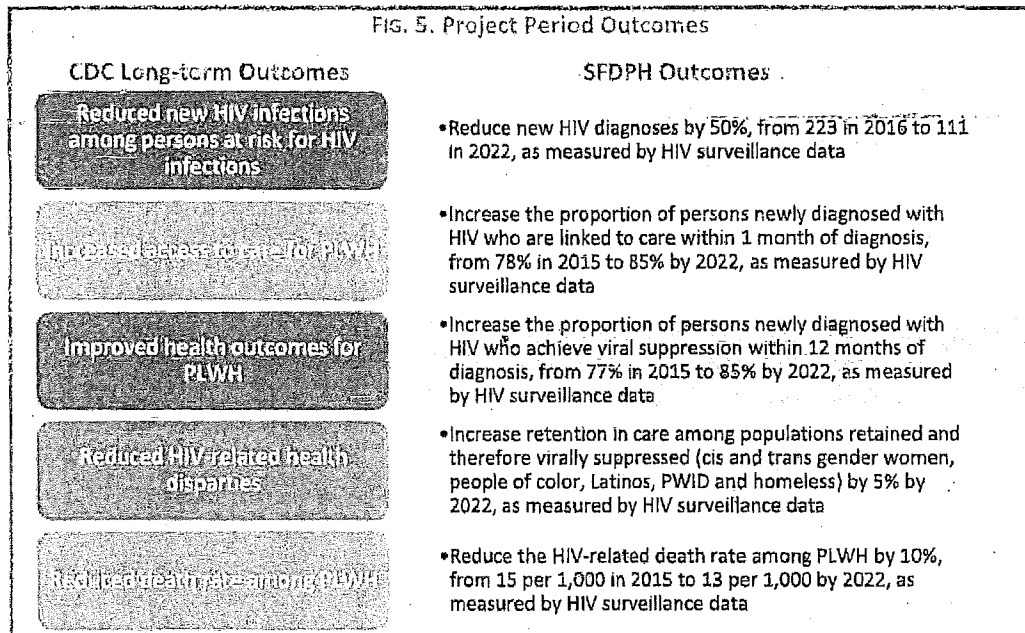 FIG. 5. Project Period Outcomes
CDC Long-term Outcomes
SFDPH Outcomes
Reduced new HIV infections
among persons at risk for HIV
infections
•Reduce new HIV diagnoses by 50%, from 223 in 2016 to 111
in 2022, as measured by HIV surveillance data
Increased access to care for PLWH
•Increase the proportion of persons newly diagnosed with
HIV who are linked to care within 1 month of diagnosis,
from 78% in 2015 to 85% by 2022, as measured by HIV
surveillance data
Improved health outcomes for
PLWH
•Increase the proportion of persons newly diagnosed with
HIV who achieve viral suppression within 12 months of
diagnosis, from 77% in 2015 to 85% by 2022, as measured
by HIV surveillance data
Reduced HIV-related health
disparties
•Increase retention in care among populations retained and
therefore virally suppressed (cis and trans gender women,
people of color, Latinos, PWID and homeless) by 5% by
2022, as measured by HIV surveillance data
Reduced death rate among PLWH
•Reduce the HIV-related death rate among PLWH by 10%,
from 15 per 1,000 in 2015 to 13 per 1,000 by 2022, as
measured by HIV surveillance data